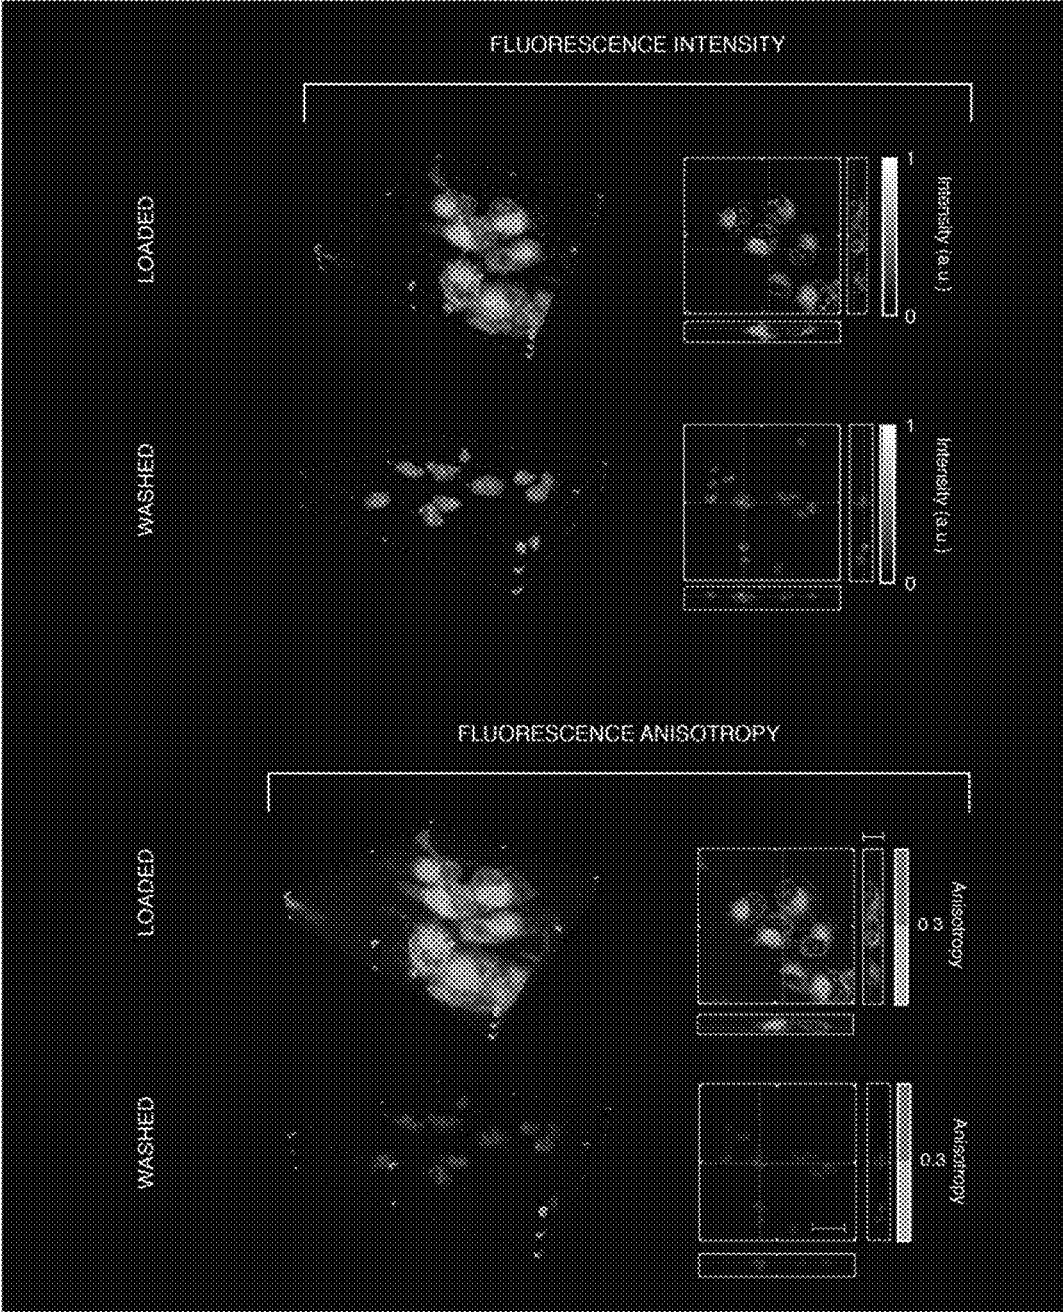 FLUORESCENCE INTENSITY
LOADED
1
Intensity (a.u.)
0
WASHED
1
Intensity (a.u.)
0
FLUORESCENCE ANISOTROPY
LOADED
0.3
Anisotropy
WASHED
0.3
Anisotropy